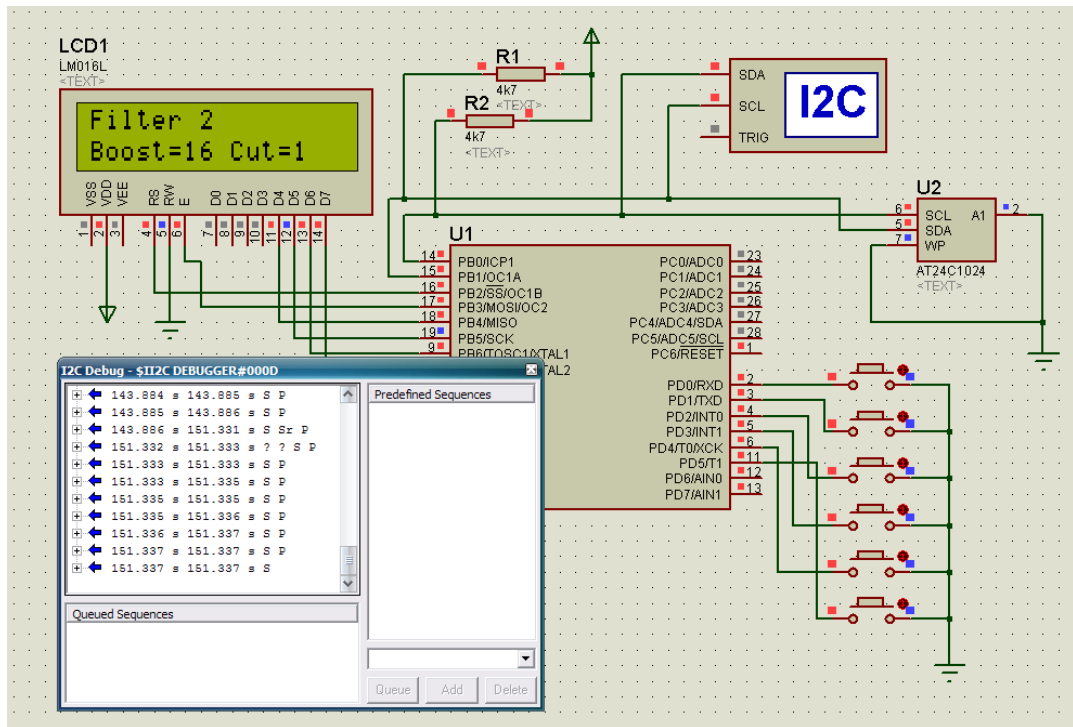 LCD1
LM016L
<TEXT>
Filter 2
Boost=16 Cut=1
VSS
VDD
VEE
RS
RW
E
D0
D1
D2
D3
D4
D5
D6
D7
1
2
3
4
5
6
7
8
9
10
11
12
13
14
R1
4k7
<TEXT>
R2
4k7
<TEXT>
SDA
SCL
TRIG
I2C
U2
6 SCL A1 2
5 SDA
7 WP
AT24C1024
<TEXT>
U1
14 PB0/ICP1 PC0/ADC0 23
15 PB1/OC1A PC1/ADC1 24
16 PB2/SS/OC1B PC2/ADC2 25
17 PB3/MOSI/OC2 PC3/ADC3 26
18 PB4/MISO PC4/ADC4/SDA 27
19 PB5/SCK PC5/ADC5/SCL 28
9 PB6/TOSC1/XTAL1 PC6/RESET 1
TAL2
PD0/RXD 2
PD1/TXD 3
PD2/INT0 4
PD3/INT1 5
PD4/T0/XCK 6
PD5/T1 11
PD6/AIN0 12
PD7/AIN1 13
I2C Debug - $II2C DEBUGGER#000D
143.884 s 143.885 s S P
143.885 s 143.886 s S P
143.886 s 151.331 s S Sr P
151.332 s 151.333 s ? ? S P
151.333 s 151.333 s S P
151.333 s 151.335 s S P
151.335 s 151.335 s S P
151.335 s 151.336 s S P
151.336 s 151.337 s S P
151.337 s 151.337 s S P
151.337 s 151.337 s S
Predefined Sequences
Queued Sequences
Queue
Add
Delete